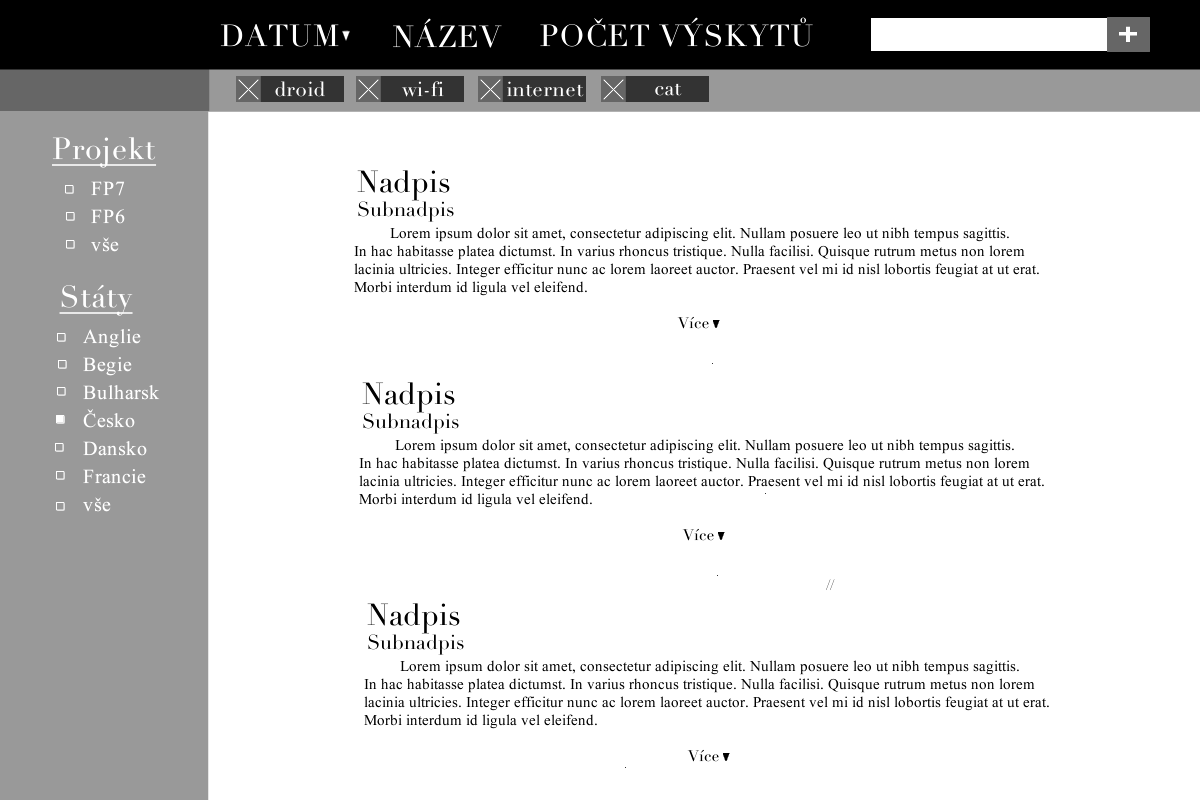 DATUM▾ NÁZEV POČET VÝSKYTŮ +
droid wi-fi internet cat
Projekt
FP7
FP6
vše
Státy
Anglie
Begie
Bulharsk
Česko
Dansko
Francie
vše
Nadpis
Subnadpis
Lorem ipsum dolor sit amet, consectetur adipiscing elit. Nullam posuere leo ut nibh tempus sagittis.
In hac habitasse platea dictumst. In varius rhoncus tristique. Nulla facilisi. Quisque rutrum metus non lorem
lacinia ultricies. Integer efficitur nunc ac lorem laoreet auctor. Praesent vel mi id nisl lobortis feugiat at ut erat.
Morbi interdum id ligula vel eleifend.
Více▾
Nadpis
Subnadpis
Lorem ipsum dolor sit amet, consectetur adipiscing elit. Nullam posuere leo ut nibh tempus sagittis.
In hac habitasse platea dictumst. In varius rhoncus tristique. Nulla facilisi. Quisque rutrum metus non lorem
lacinia ultricies. Integer efficitur nunc ac lorem laoreet auctor. Praesent vel mi id nisl lobortis feugiat at ut erat.
Morbi interdum id ligula vel eleifend.
Více▾
//
Nadpis
Subnadpis
Lorem ipsum dolor sit amet, consectetur adipiscing elit. Nullam posuere leo ut nibh tempus sagittis.
In hac habitasse platea dictumst. In varius rhoncus tristique. Nulla facilisi. Quisque rutrum metus non lorem
lacinia ultricies. Integer efficitur nunc ac lorem laoreet auctor. Praesent vel mi id nisl lobortis feugiat at ut erat.
Morbi interdum id ligula vel eleifend.
Více▾